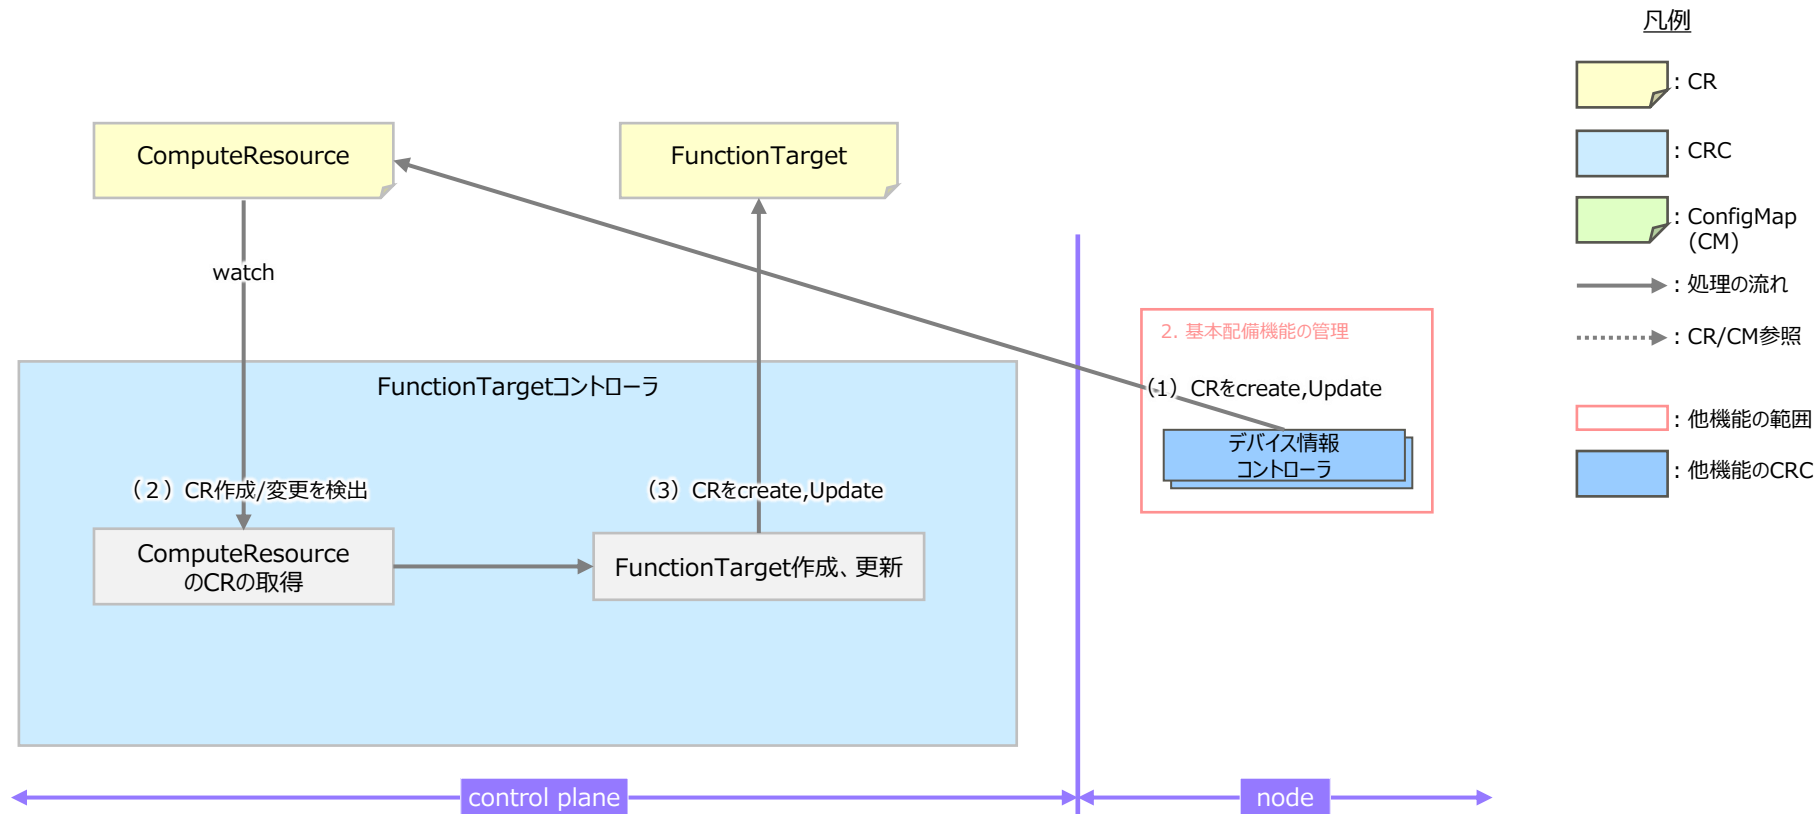 凡例
: CR
: CRC
: ConfigMap
(CM)
: 処理の流れ
: CR/CM参照
: 他機能の範囲
: 他機能のCRC
ComputeResource
FunctionTarget
watch
2. 基本配備機能の管理
(1) CRをcreate,Update
デバイス情報
コントローラ
FunctionTargetコントローラ
(2) CR作成/変更を検出
(3) CRをcreate,Update
ComputeResource
のCRの取得
FunctionTarget作成、更新
control plane
node